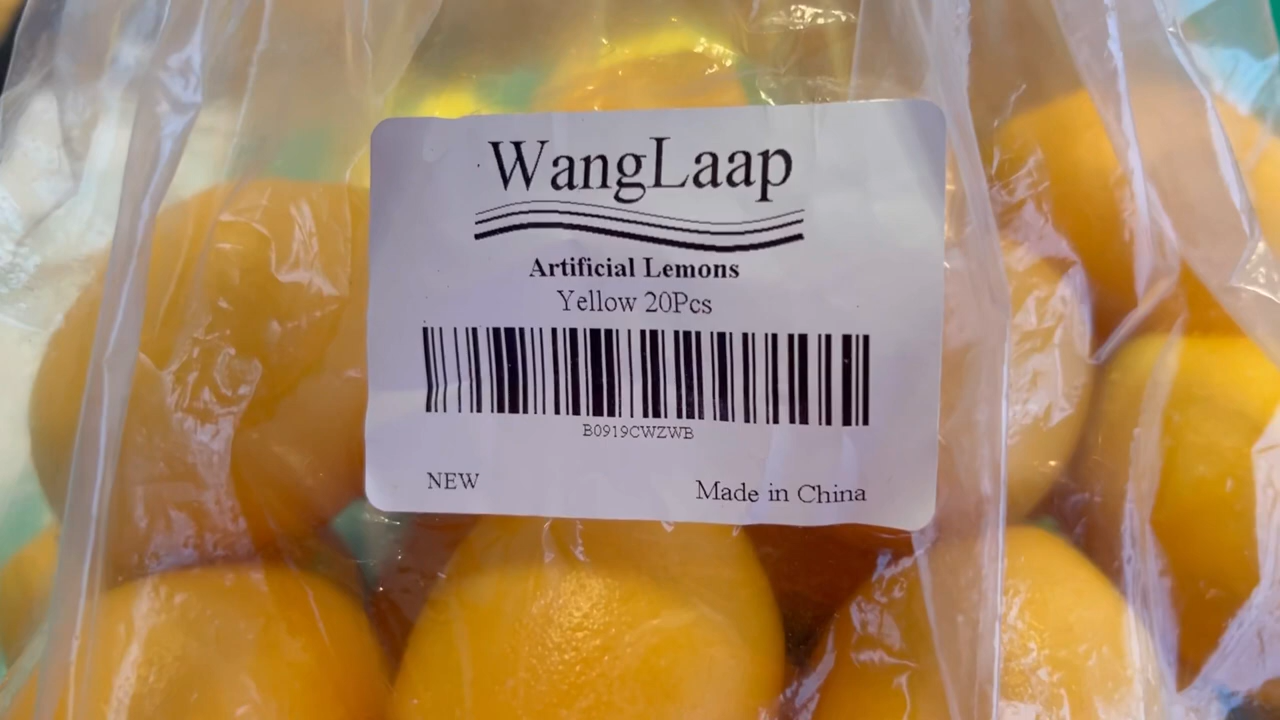 WangLaap
Artificial Lemons
Yellow 20Pcs
B0919CWZWB
NEW
Made in China